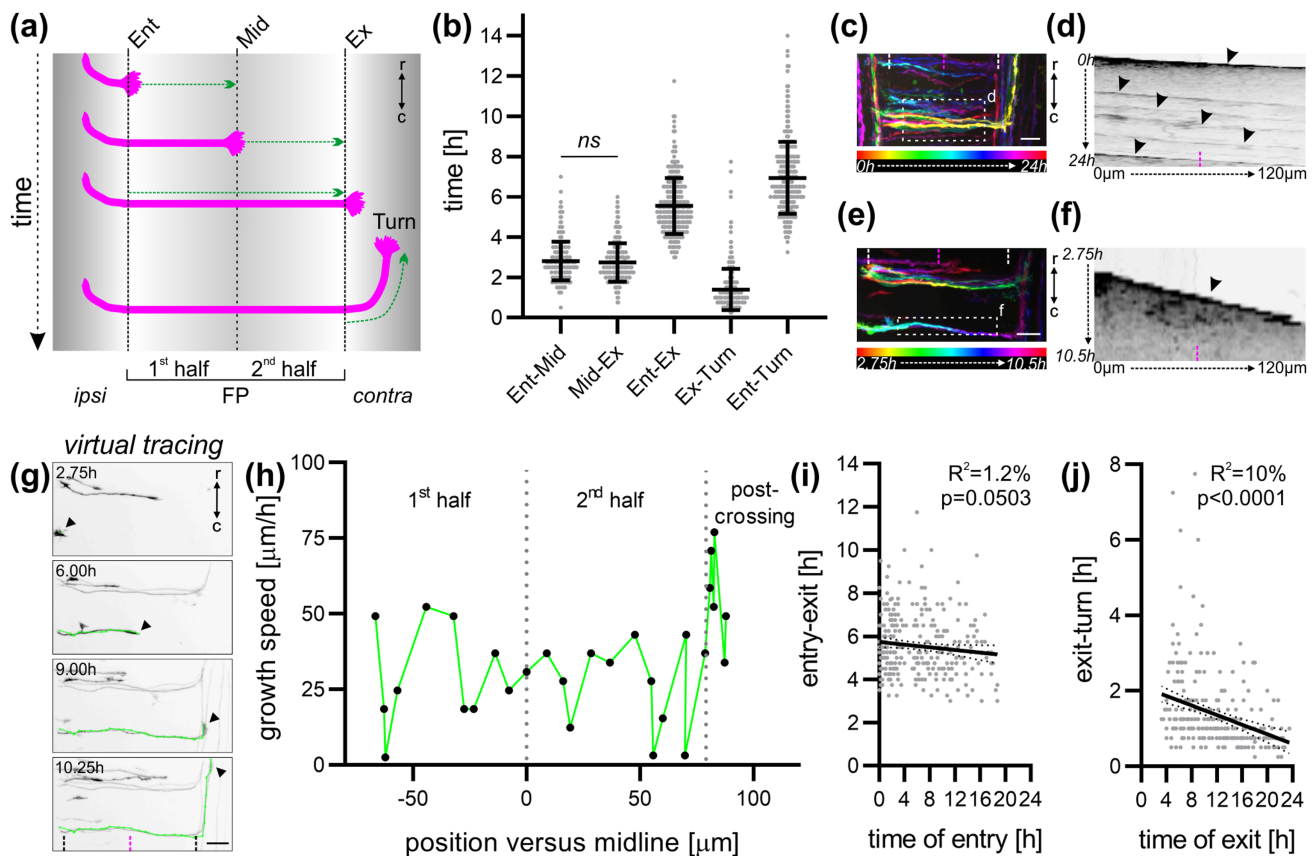 (a)
Ent
Mid
Ex
r
c
time
Turn
1st half
2nd half
ipsi
FP
contra
(b)
time [h]
14
12
10
8
6
4
2
0
ns
Ent-Mid
Mid-Ex
Ent-Ex
Ex-Turn
Ent-Turn
(c)
d
r
c
0h
24h
(d)
0h
24h
0μm
120μm
(e)
f
r
c
2.75h
10.5h
(f)
2.75h
10.5h
0μm
120μm
virtual tracing
(g)
2.75h
r
c
6.00h
9.00h
10.25h
(h)
growth speed [μm/h]
100
75
50
25
0
1st half
2nd half
post-
crossing
-50
0
50
100
position versus midline [μm]
(i)
R2=1.2%
p=0.0503
entry-exit [h]
14
12
10
8
6
4
2
0
0 4 8 12 16 20 24
time of entry [h]
(j)
R2=10%
p<0.0001
exit-turn [h]
8
6
4
2
0
0 4 8 12 16 20 24
time of exit [h]